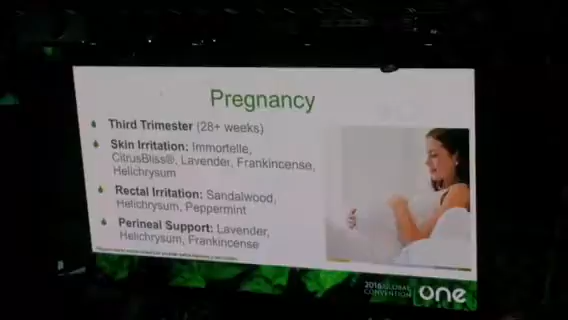 Pregnancy
Third Trimester (28+ weeks)
Skin Irritation: Immortelle,
CitrusBliss®, Lavender, Frankincense,
Helichrysum
Rectal Irritation: Sandalwood,
Helichrysum, Peppermint
Perineal Support: Lavender,
Helichrysum, Frankincense
2016 GLOBAL
CONVENTION
one